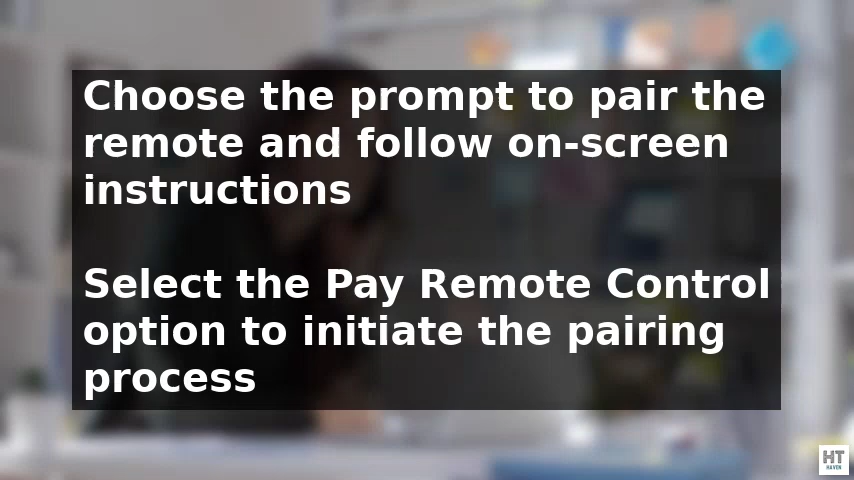 Choose the prompt to pair the
remote and follow on-screen
instructions
Select the Pay Remote Control
option to initiate the pairing
process
HT
HAVEN